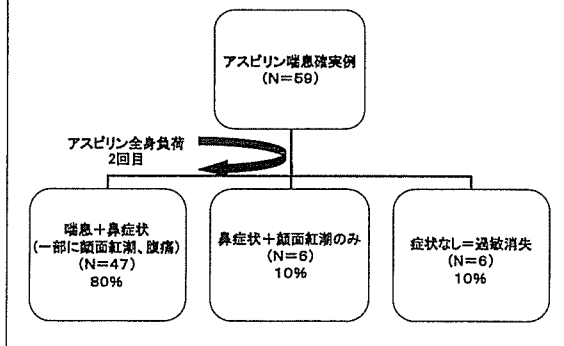 アスピリン喘息確実例
(N=59)
アスピリン全身負荷
2回目
喘息+鼻症状
(一部に顔面紅潮、腹痛)
(N=47)
80%
鼻症状+顔面紅潮のみ
(N=6)
10%
症状なし=過敏消失
(N=6)
10%